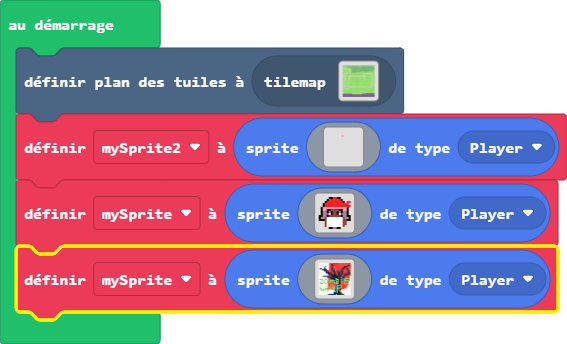 au démarrage
définir plan des tuiles à tilemap
définir mySprite2 à sprite de type Player
définir mySprite à sprite de type Player
définir mySprite à sprite de type Player